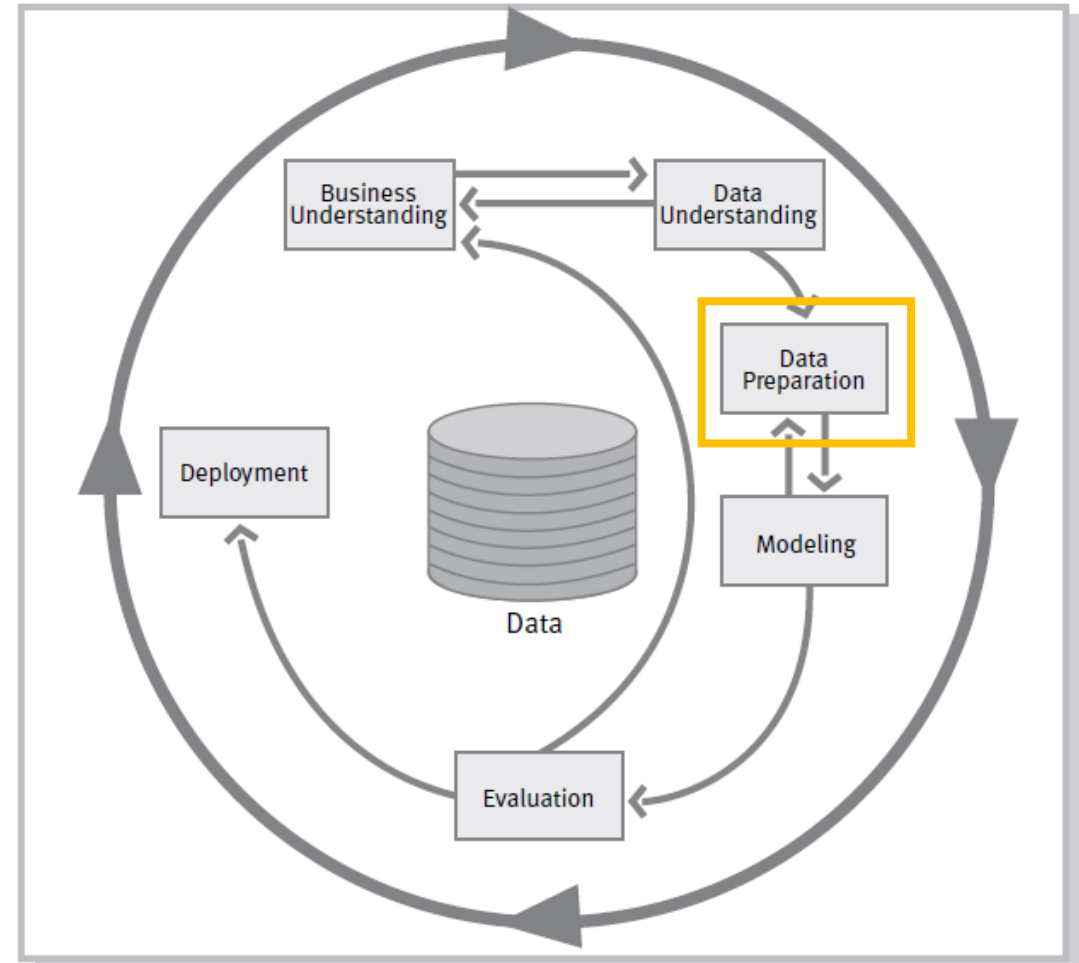 Business
Understanding
Data
Understanding
Data
Preparation
Deployment
Modeling
Data
Evaluation